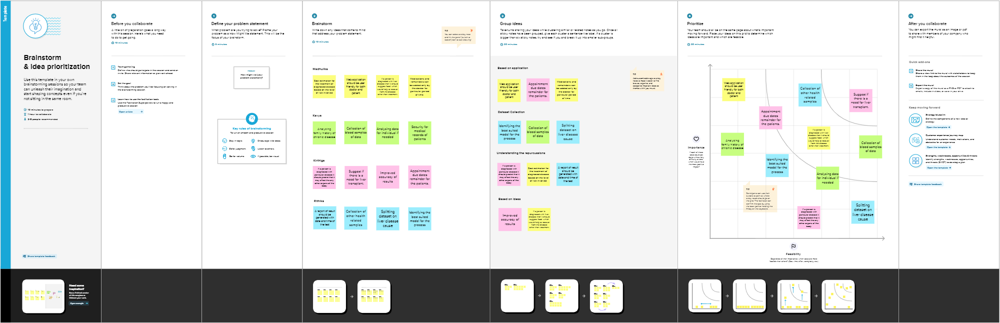 Template
Brainstorm
& idea prioritization
Use this template in your own
brainstorming sessions so your team
can unleash their imagination and
start shaping concepts even if you're
not sitting in the same room.
10 minutes to prepare
1 hour to collaborate
2-8 people recommended
Share template feedback
Need some
inspiration?
See a finished version
of this template to
kickstart your work.
Open example
Before you collaborate
A little bit of preparation goes a long way
with this session. Here's what you need
to do to get going.
10 minutes
A
Team gathering
Define who should participate in the session and send an
invite. Share relevant information or pre-work ahead.
B
Set the goal
Think about the problem you'll be focusing on solving in
the brainstorming session.
C
Learn how to use the facilitation tools
Use the Facilitation Superpowers to run a happy and
productive session.
Open article
1
Define your problem statement
What problem are you trying to solve? Frame your
problem as a How Might We statement. This will be the
focus of your brainstorm.
5 minutes
PROBLEM
How might we [your
problem statement]?
Key rules of brainstorming
To run an smooth and productive session
Stay in topic.
Encourage wild ideas.
Defer judgment.
Listen to others.
Go for volume.
If possible, be visual.
2
Brainstorm
Write down any ideas that come to mind
that address your problem statement.
10 minutes
TIP
You can select a sticky note
and hit the pencil [switch to
sketch] icon to start drawing!
Madhulika
Cost estimation for
the treatment of
diagnosed disease
based on the level
of risk involved
Web application
should be user
friendly for both
doctor and
patient
If a person is
diagnosed with liver
disease then it should
suggest food which
would help to recover
from the disease
other than treatment
Medications and
remainders can
be added only by
the doctor for
particular period
of time.
Kavya
Analyzing
family history of
chronic disease
Collection of
blood samples
of data
Analyzing data
for individual if
needed
Security for
medical
records of
patients
Kirthiga
If a person is
diagnosed with
particular disease it
should predict that it
may affect the any
other organs of the
body
Suggest if
there is a
need for liver
transplant.
Improved
accuracy of
results
Appointment
due dates
remainder for
the patients.
Rithika
A report of result
should be
generated with
date and time of
the test
Collection of
other health
related
samples
Splitting
dataset on
liver disease
cause
Identifying the
best suited
model for the
process
3
Group ideas
Take turns sharing your ideas while clustering similar or related notes as you go. Once all
sticky notes have been grouped, give each cluster a sentence-like label. If a cluster is
bigger than six sticky notes, try and see if you and break it up into smaller sub-groups.
20 minutes
TIP
Add customizable tags to sticky
notes to make it easier to find,
browse, organize, and
categorize important ideas as
themes within your mural.
Based on application
Web application
should be user
friendly for both
doctor and
patient
Appointment
due dates
remainder for
the patients.
Medications and
remainders can
be added only by
the doctor for
particular period
of time.
Dataset Collection
Identifying the
best suited
model for the
process
Collection of
blood samples
of data
Splitting
dataset on
liver disease
cause
Understanding the repurcussions
If a person is
diagnosed with
particular disease it
should predict that it
may affect the any
other organs of the
body
Cost estimation for
the treatment of
diagnosed disease
based on the level
of risk involved
A report of result
should be
generated with
date and time of
the test
Based on ideas
Improved
accuracy of
results
If a person is
diagnosed with liver
disease then it should
suggest food which
would help to recover
from the disease
other than treatment
4
Prioritize
Your team should all be on the same page about what's important
moving forward. Place your ideas on this grid to determine which
ideas are important and which are feasible.
20 minutes
Web application
should be user
friendly for both
doctor and
patient
Collection of
other health
related
samples
Suggest if
there is a
need for liver
transplant.
Appointment
due dates
remainder for
the patients.
If a person is
diagnosed with liver
disease then it should
suggest food which
would help to recover
from the disease
other than treatment
Analyzing
family history of
chronic disease
Collection of
blood samples
of data
Identifying the
best suited
model for the
process
Analyzing data
for individual if
needed
TIP
Participants can use their
cursors to point at where
sticky notes should go on
the grid. The facilitator can
confirm the spot by using
the laser pointer holding the
H key on the keyboard.
If a person is
diagnosed with
particular disease it
should predict that it
may affect the any
other organs of the
body
Splitting
dataset on
liver disease
cause
Importance
If each of these
tasks could get
done without any
difficulty or cost,
which would have
the most positive
impact?
Feasibility
Regardless of their importance, which tasks are more
feasible than others? (Cost, time, effort, complexity, etc.)
After you collaborate
You can export the mural as an image or pdf
to share with members of your company who
might find it helpful.
Quick add-ons
A
Share the mural
Share a view link to the mural with stakeholders to keep
them in the loop about the outcomes of the session.
B
Export the mural
Export a copy of the mural as a PNG or PDF to attach to
emails, include in slides, or save in your drive.
Keep moving forward
Strategy blueprint
Define the components of a new idea or
strategy.
Open the template
Customer experience journey map
Understand customer needs, motivations, and
obstacles for an experience.
Open the template
Strengths, weaknesses, opportunities & threats
Identify strengths, weaknesses, opportunities,
and threats (SWOT) to develop a plan.
Open the template
Share template feedback